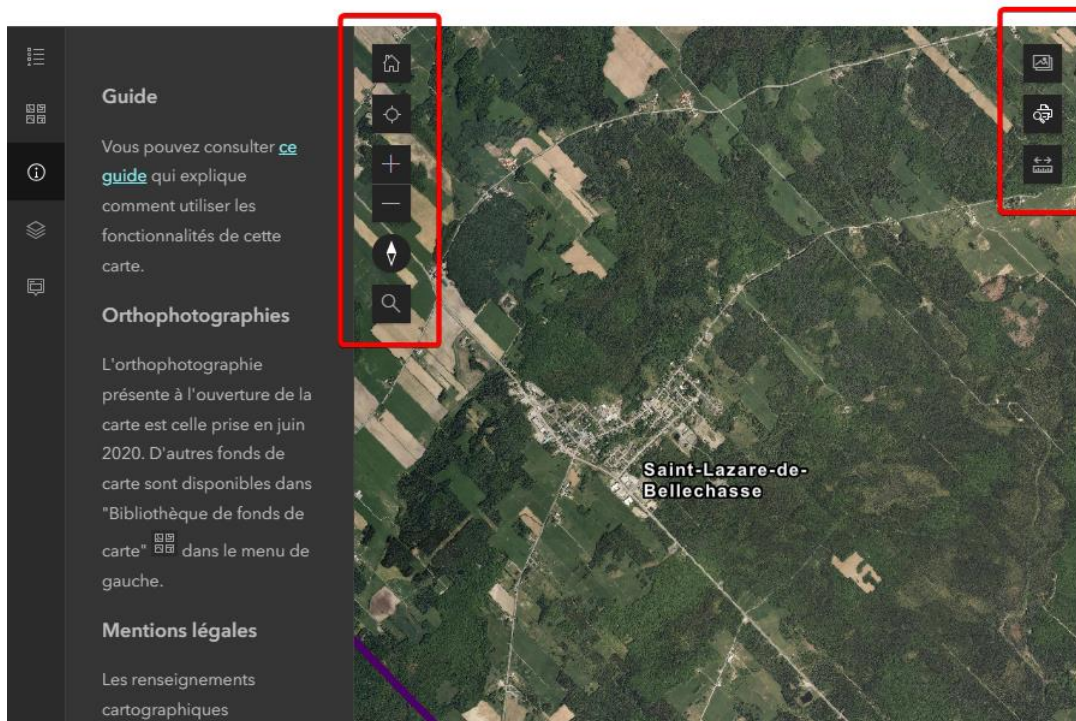 Guide
Vous pouvez consulter ce
guide qui explique
comment utiliser les
fonctionnalités de cette
carte.
Orthophotographies
L'orthophotographie
présente à l'ouverture de la
carte est celle prise en juin
2020. D'autres fonds de
carte sont disponibles dans
"Bibliothèque de fonds de
carte" dans le menu de
gauche.
Mentions légales
Les renseignements
cartographiques
Saint-Lazare-de-
Bellechasse